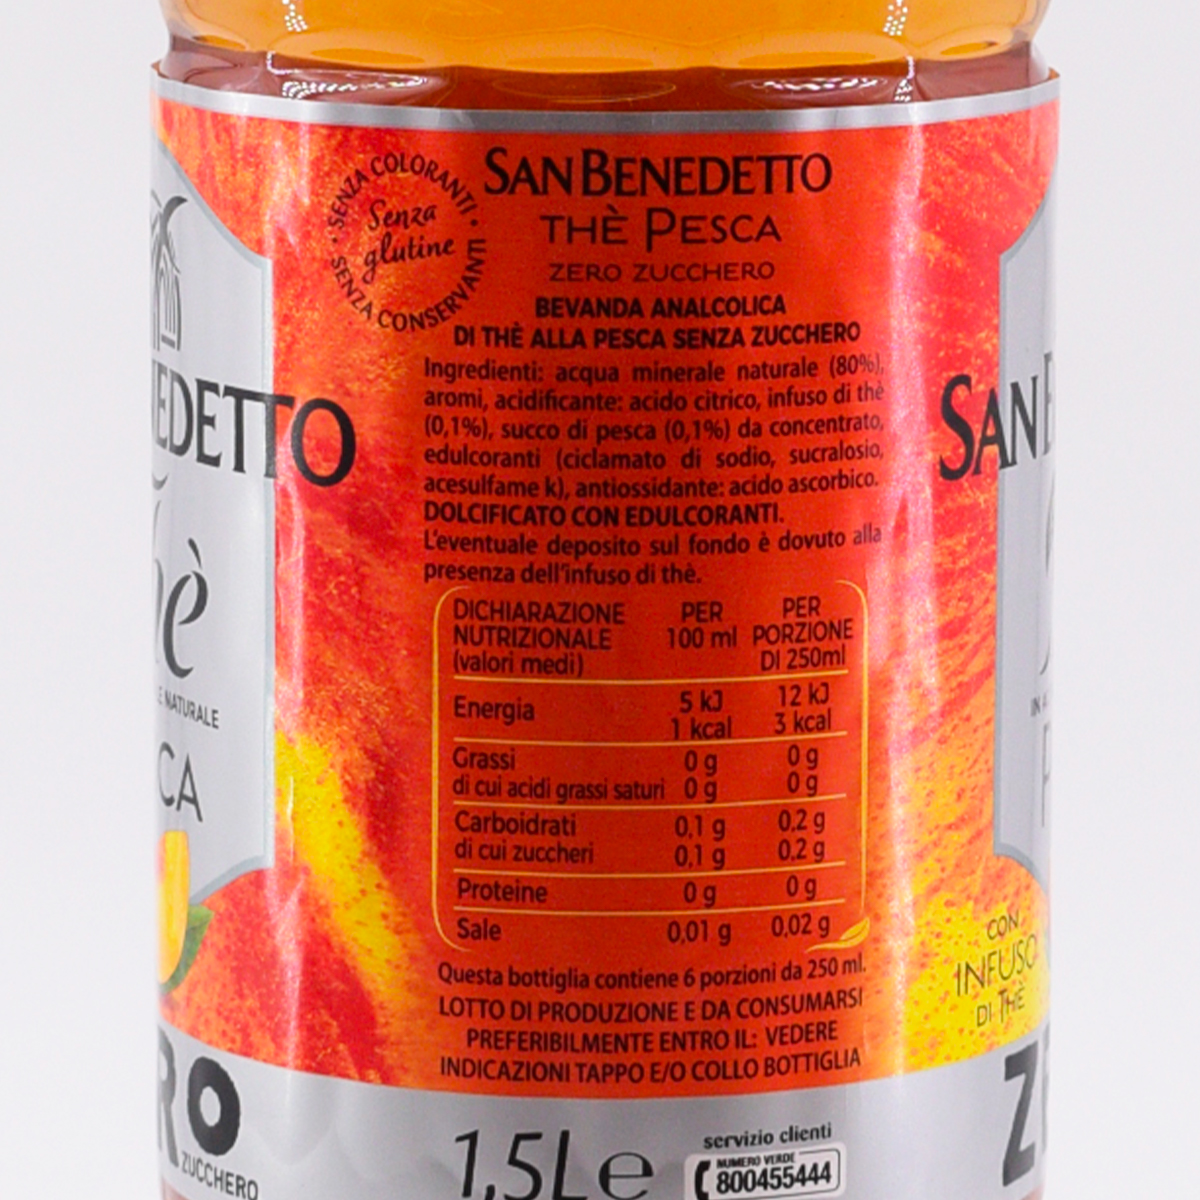 SENZA COLORANTI • SENZA CONSERVANTI •
Senza
glutine
SAN BENEDETTO
THÈ PESCA
ZERO ZUCCHERO
BEVANDA ANALCOLICA
DI THÈ ALLA PESCA SENZA ZUCCHERO
Ingredienti: acqua minerale naturale (80%),
aromi, acidificante: acido citrico, infuso di thè
(0,1%), succo di pesca (0,1%) da concentrato,
edulcoranti (ciclamato di sodio, sucralosio,
acesulfame k), antiossidante: acido ascorbico.
DOLCIFICATO CON EDULCORANTI.
L'eventuale deposito sul fondo è dovuto alla
presenza dell'infuso di thè.
DICHIARAZIONE NUTRIZIONALE (valori medi) PER 100 ml PER PORZIONE DI 250ml
Energia 5 kJ 12 kJ
1 kcal 3 kcal
Grassi 0 g 0 g
di cui acidi grassi saturi 0 g 0 g
Carboidrati 0,1 g 0,2 g
di cui zuccheri 0,1 g 0,2 g
Proteine 0 g 0 g
Sale 0,01 g 0,02 g
Questa bottiglia contiene 6 porzioni da 250 ml.
LOTTO DI PRODUZIONE E DA CONSUMARSI
PREFERIBILMENTE ENTRO IL: VEDERE
INDICAZIONI TAPPO E/O COLLO BOTTIGLIA
1,5L e
servizio clienti
NUMERO VERDE
800455444
NEDETTO
hè
E NATURALE
CA
RO
ZUCCHERO
SAN
CON
INFUSO
DI THÈ